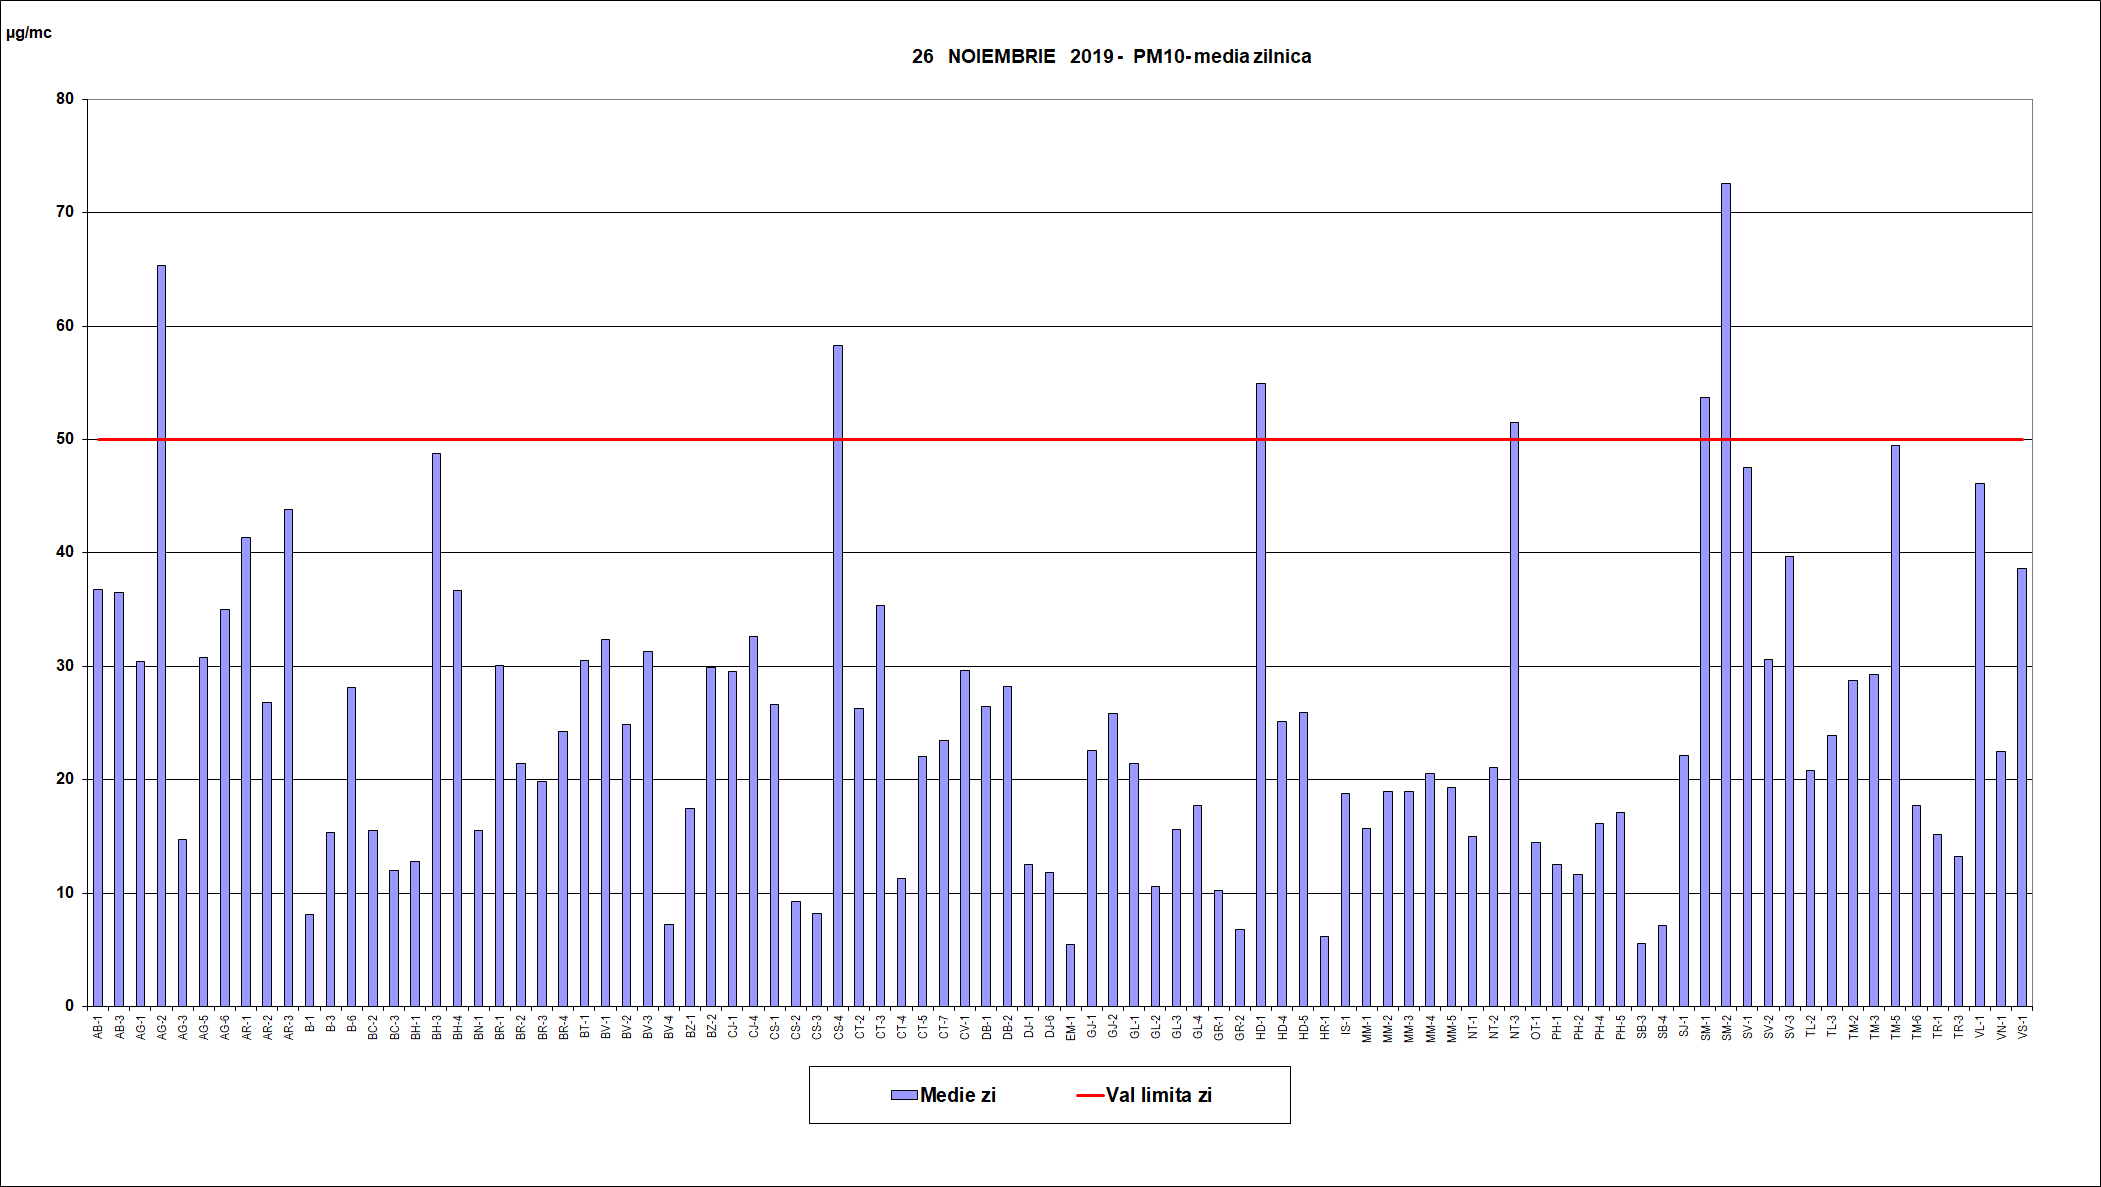 µg/mc
26 NOIEMBRIE 2019 - PM10- media zilnica
80
70
60
50
40
30
20
10
0
AB-1 AB-3 AG-1 AG-2 AG-3 AG-5 AG-6 AR-1 AR-2 AR-3 B-1 B-3 B-6 BC-2 BC-3 BH-1 BH-3 BH-4 BN-1 BR-1 BR-2 BR-3 BR-4 BT-1 BV-1 BV-2 BV-3 BV-4 BZ-1 BZ-2 CJ-1 CJ-4 CS-1 CS-2 CS-3 CS-4 CT-2 CT-3 CT-4 CT-5 CT-7 CV-1 DB-1 DB-2 DJ-1 DJ-6 EM-1 GJ-1 GJ-2 GL-1 GL-2 GL-3 GL-4 GR-1 GR-2 HD-1 HD-4 HD-5 HR-1 IS-1 MM-1 MM-2 MM-3 MM-4 MM-5 NT-1 NT-2 NT-3 OT-1 PH-1 PH-2 PH-4 PH-5 SB-3 SB-4 SJ-1 SM-1 SM-2 SV-1 SV-2 SV-3 TL-2 TL-3 TM-2 TM-3 TM-5 TM-6 TR-1 TR-3 VL-1 VN-1 VS-1
Medie zi Val limita zi